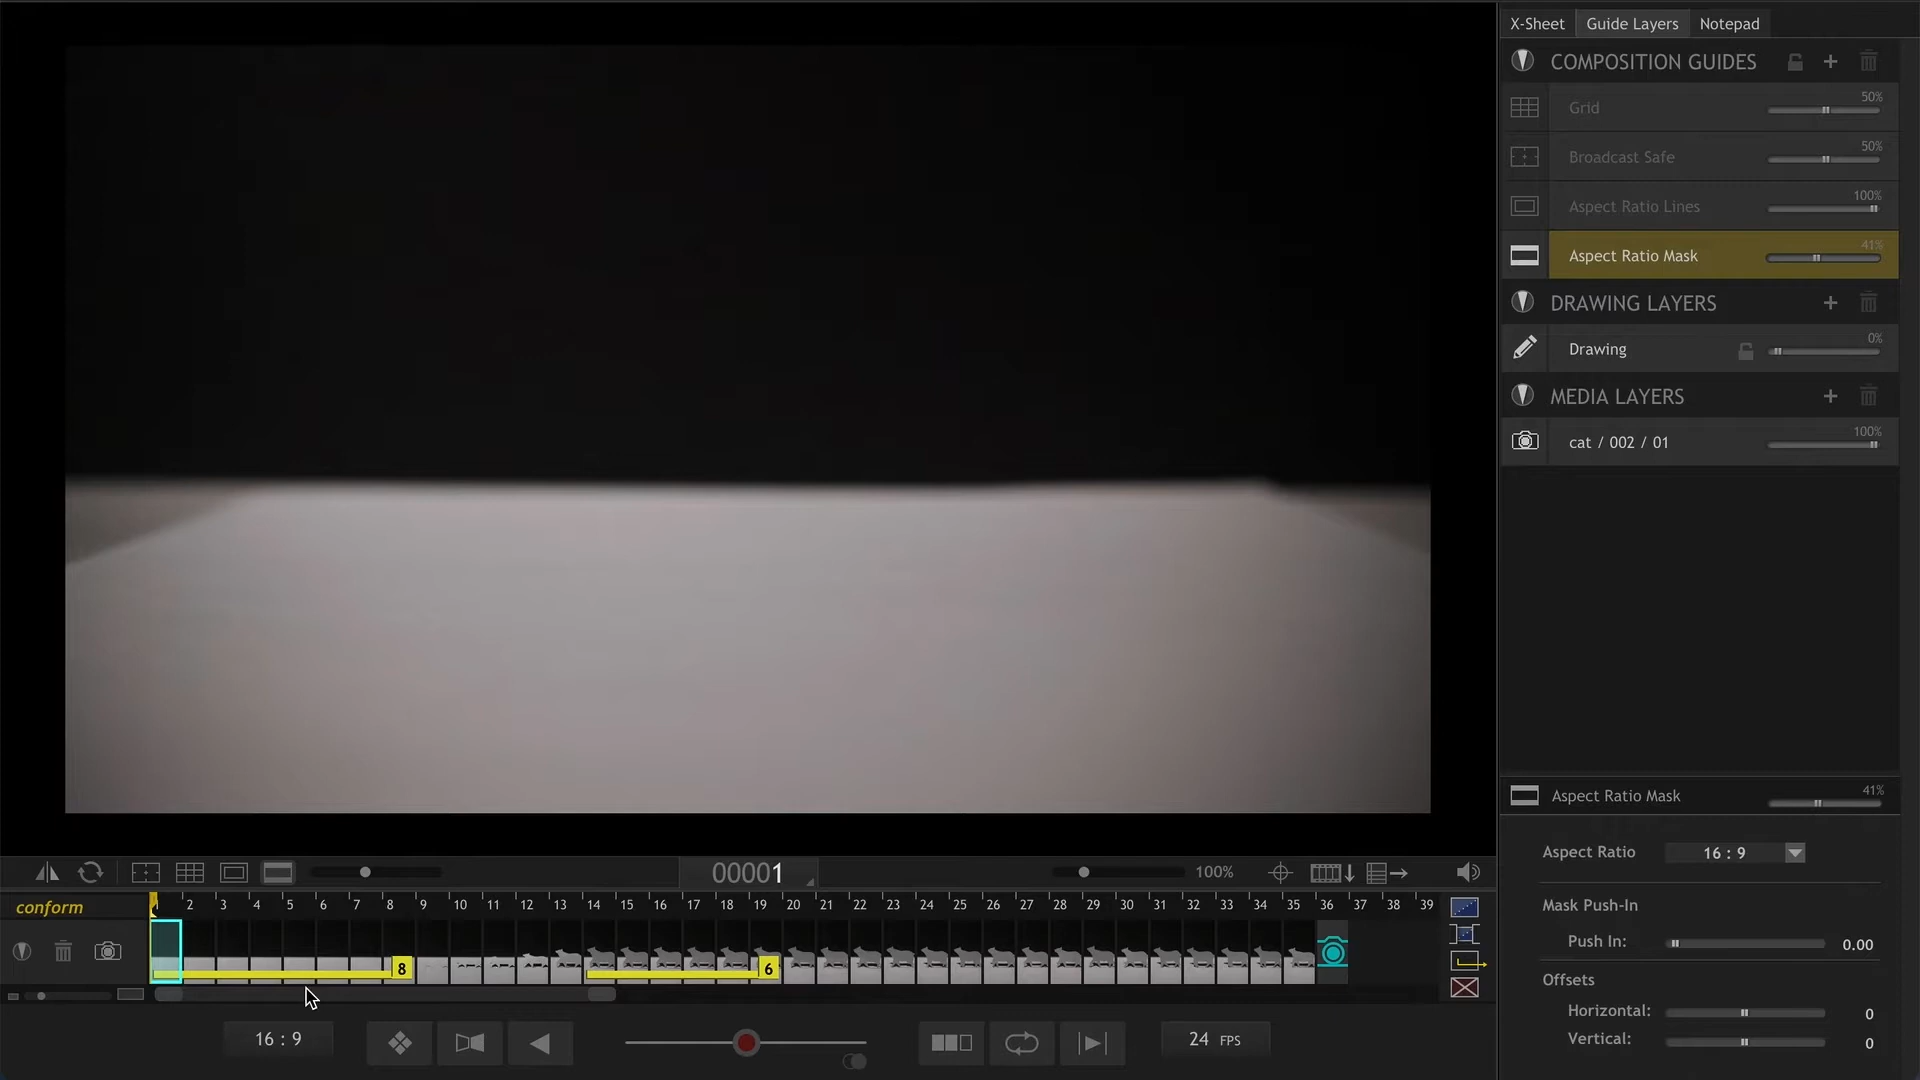 X-Sheet Guide Layers Notepad
COMPOSITION GUIDES
Grid 50%
Broadcast Safe 50%
Aspect Ratio Lines 100%
Aspect Ratio Mask 41%
DRAWING LAYERS
Drawing 0%
MEDIA LAYERS
cat / 002 / 01 100%
Aspect Ratio Mask 41%
Aspect Ratio 16 : 9
Mask Push-In
Push In: 0.00
Offsets
Horizontal: 0
Vertical: 0
00001 100%
conform 1 2 3 4 5 6 7 8 9 10 11 12 13 14 15 16 17 18 19 20 21 22 23 24 25 26 27 28 29 30 31 32 33 34 35 36 37 38 39
8 6
16 : 9 24 FPS